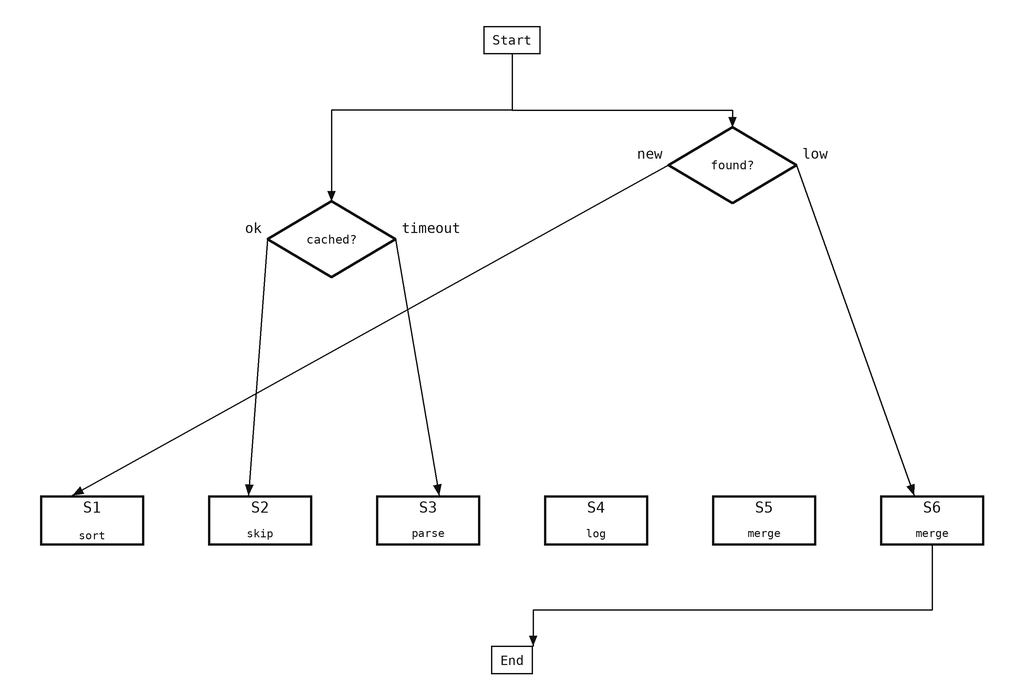 Start
new
found?
low
ok
cached?
timeout
S1
sort
S2
skip
S3
parse
S4
log
S5
merge
S6
merge
End